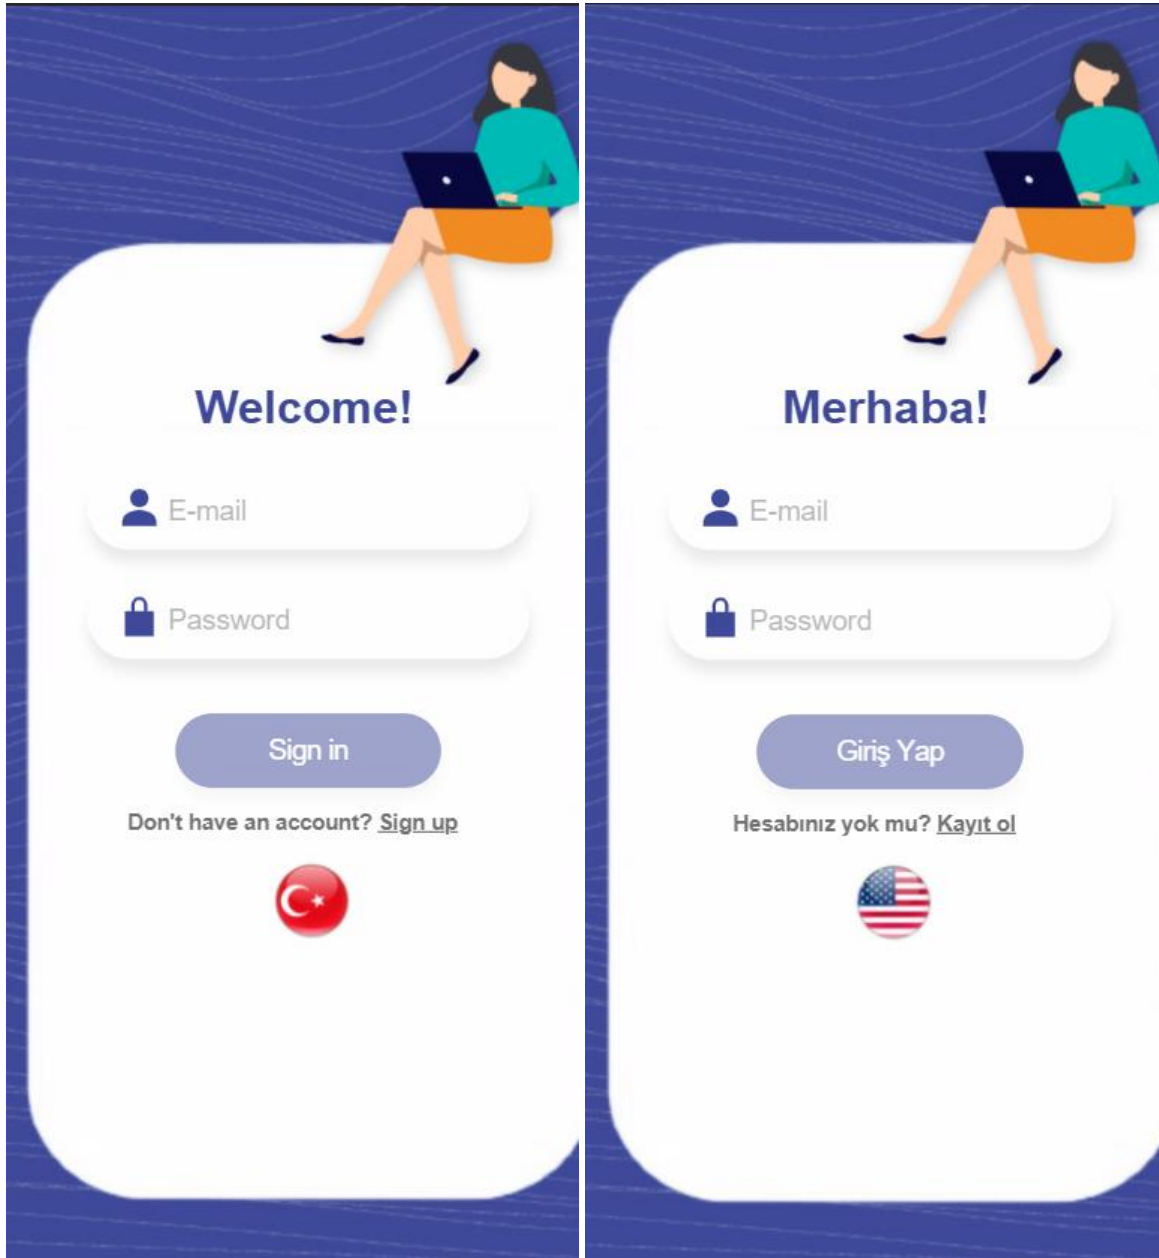 Welcome!
E-mail
Password
Sign in
Don't have an account? Sign up
Merhaba!
E-mail
Password
Giriş Yap
Hesabınız yok mu? Kayıt ol